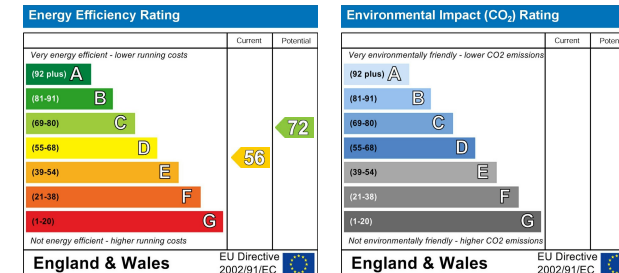 Energy Efficiency Rating
Current Potential
Very energy efficient - lower running costs
(92 plus) A
(81-91) B
(69-80) C
72
(55-68) D
56
(39-54) E
(21-38) F
(1-20) G
Not energy efficient - higher running costs
England & Wales
EU Directive
2002/91/EC
Environmental Impact (CO₂) Rating
Current
Very environmentally friendly - lower CO2 emissions
(92 plus) A
(81-91) B
(69-80) C
(55-68) D
(39-54) E
(21-38) F
(1-20) G
Not environmentally friendly - higher CO2 emissions
England & Wales
EU Directive
2002/91/EC